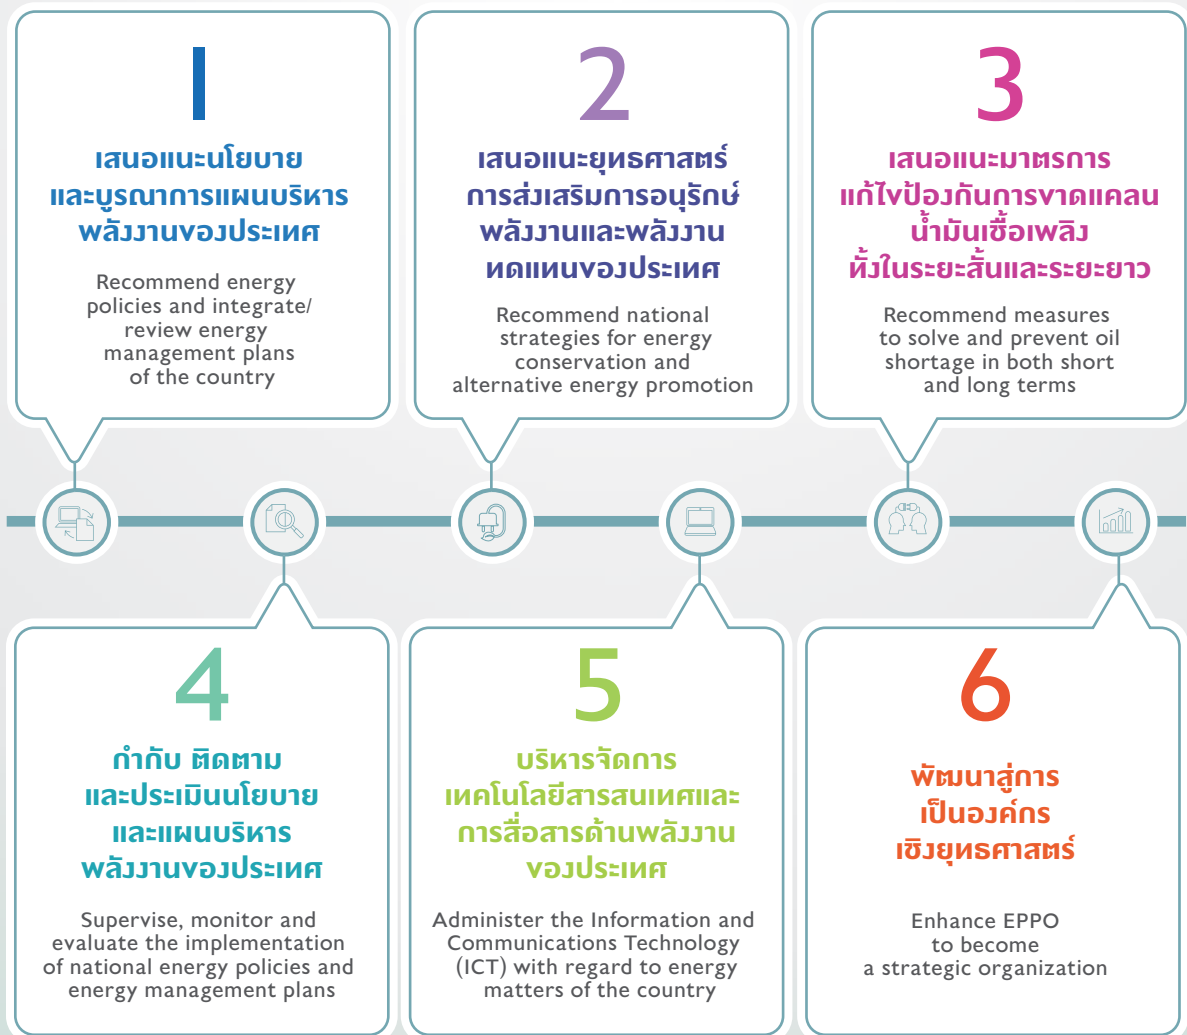 1
เสนอแนะนโยบาย
และบูรณาการแผนบริหาร
พลังงานของประเทศ
Recommend energy
policies and integrate/
review energy
management plans
of the country
2
เสนอแนะยุทธศาสตร์
การส่งเสริมการอนุรักษ์
พลังงานและพลังงาน
ทดแทนของประเทศ
Recommend national
strategies for energy
conservation and
alternative energy promotion
3
เสนอแนะมาตรการ
แก้ไขป้องกันการขาดแคลน
น้ำมันเชื้อเพลิง
ทั้งในระยะสั้นและระยะยาว
Recommend measures
to solve and prevent oil
shortage in both short
and long terms
4
กำกับ ติดตาม
และประเมินนโยบาย
และแผนบริหาร
พลังงานของประเทศ
Supervise, monitor and
evaluate the implementation
of national energy policies and
energy management plans
5
บริหารจัดการ
เทคโนโลยีสารสนเทศและ
การสื่อสารด้านพลังงาน
ของประเทศ
Administer the Information and
Communications Technology
(ICT) with regard to energy
matters of the country
6
พัฒนาสู่การ
เป็นองค์กร
เชิงยุทธศาสตร์
Enhance EPPO
to become
a strategic organization